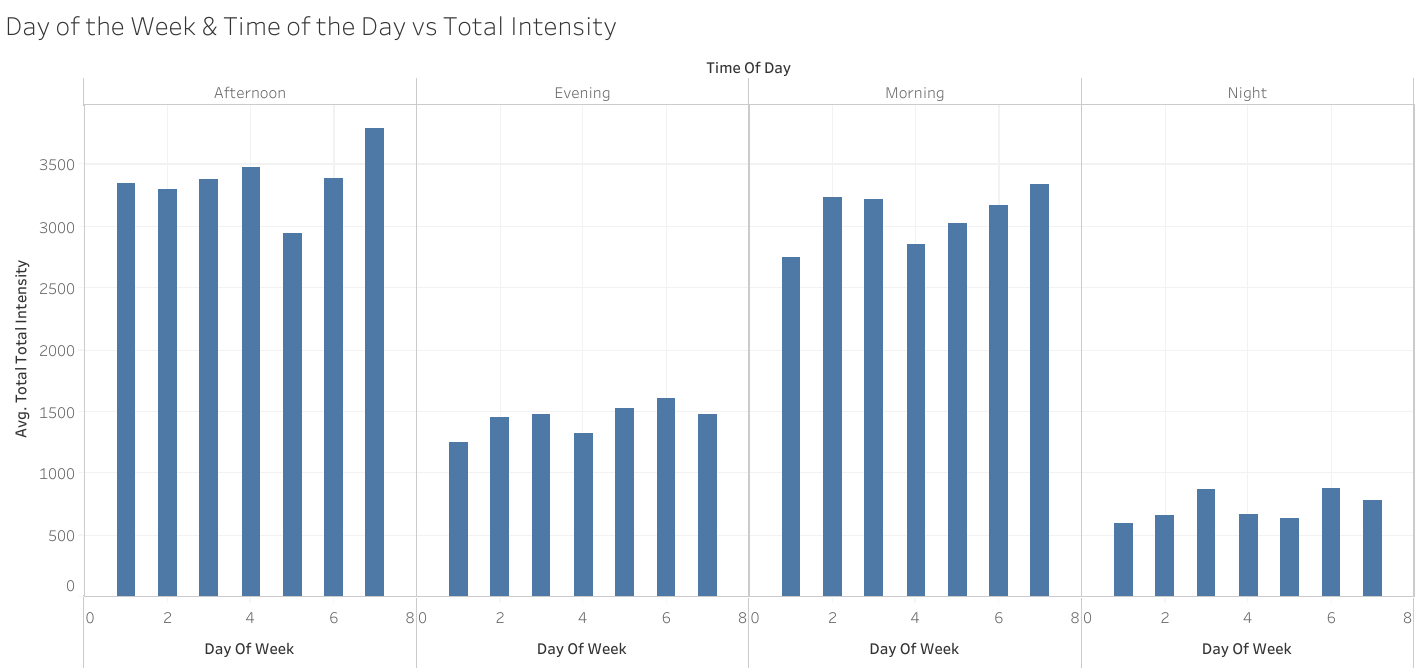 Day of the Week & Time of the Day vs Total Intensity
Time Of Day
Afternoon Evening Morning Night
Avg. Total Total Intensity
3500
3000
2500
2000
1500
1000
500
0
0 2 4 6 8 0 2 4 6 8 0 2 4 6 8 0 2 4 6 8
Day Of Week Day Of Week Day Of Week Day Of Week